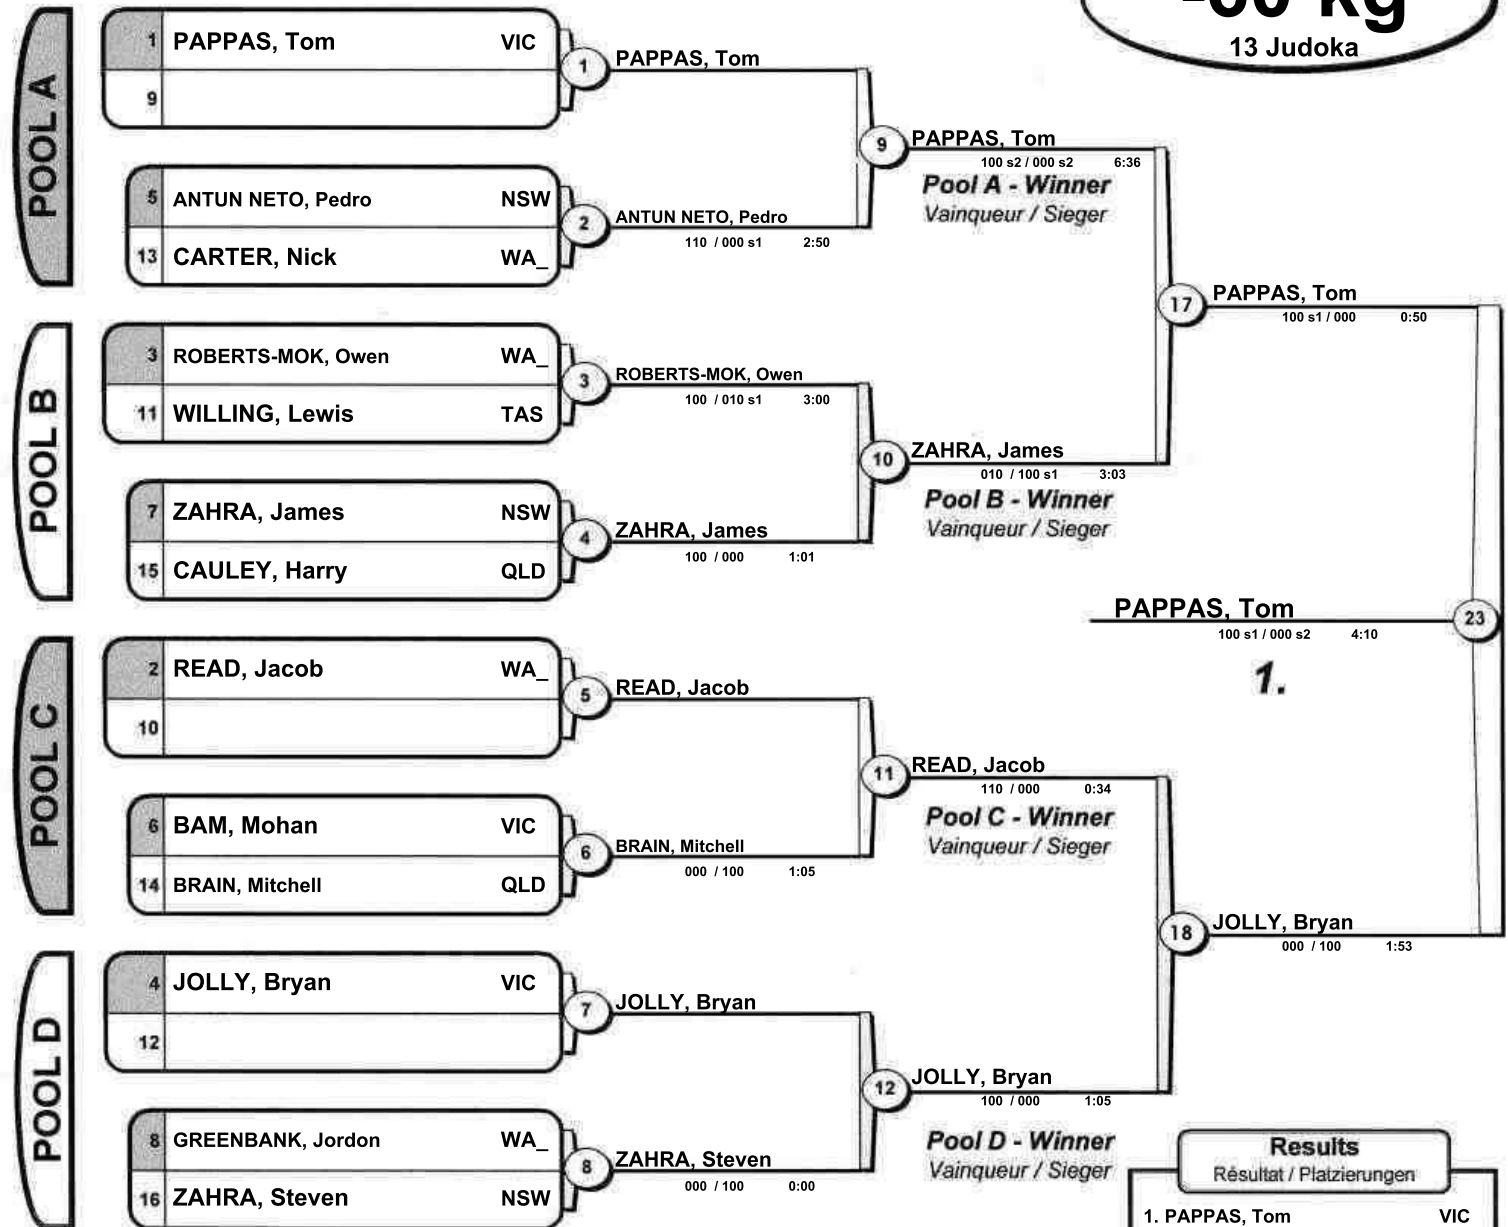 -60 kg
13 Judoka
POOL A
1 PAPPAS, Tom VIC
9
1 PAPPAS, Tom
5 ANTUN NETO, Pedro NSW
13 CARTER, Nick WA_
2 ANTUN NETO, Pedro
110 / 000 s1 2:50
9 PAPPAS, Tom
100 s2 / 000 s2 6:36
Pool A - Winner
Vainqueur / Sieger
POOL B
3 ROBERTS-MOK, Owen WA_
11 WILLING, Lewis TAS
3 ROBERTS-MOK, Owen
100 / 010 s1 3:00
7 ZAHRA, James NSW
15 CAULEY, Harry QLD
4 ZAHRA, James
100 / 000 1:01
10 ZAHRA, James
010 / 100 s1 3:03
Pool B - Winner
Vainqueur / Sieger
17 PAPPAS, Tom
100 s1 / 000 0:50
PAPPAS, Tom 23
100 s1 / 000 s2 4:10
1.
POOL C
2 READ, Jacob WA_
10
5 READ, Jacob
6 BAM, Mohan VIC
14 BRAIN, Mitchell QLD
6 BRAIN, Mitchell
000 / 100 1:05
11 READ, Jacob
110 / 000 0:34
Pool C - Winner
Vainqueur / Sieger
POOL D
4 JOLLY, Bryan VIC
12
7 JOLLY, Bryan
8 GREENBANK, Jordon WA_
16 ZAHRA, Steven NSW
8 ZAHRA, Steven
000 / 100 0:00
12 JOLLY, Bryan
100 / 000 1:05
Pool D - Winner
Vainqueur / Sieger
18 JOLLY, Bryan
000 / 100 1:53
Results
Résultat / Platzierungen
1. PAPPAS, Tom VIC